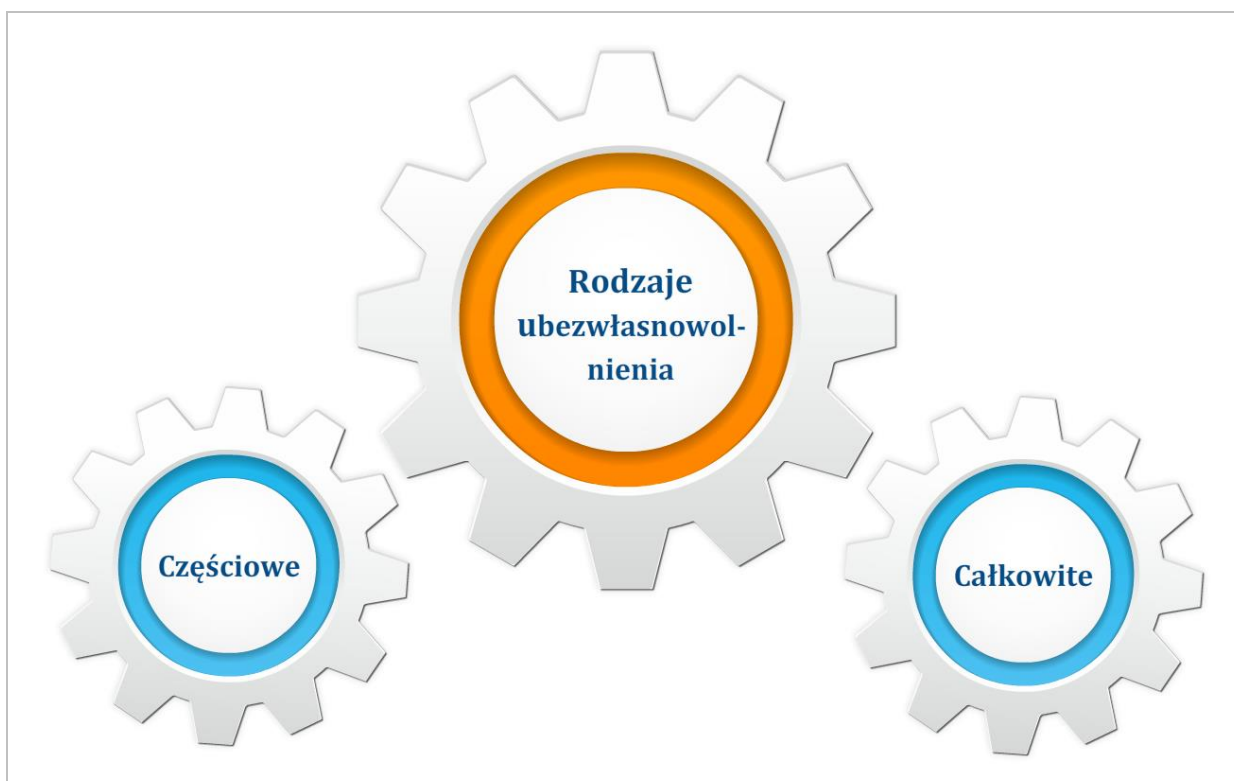 Rodzaje
ubezwłasnowol-
nienia
Częściowe
Całkowite